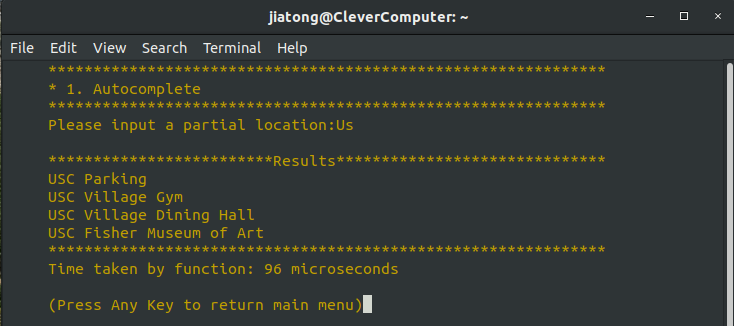 jiatong@CleverComputer: ~
File Edit View Search Terminal Help
**************************************************************
* 1. Autocomplete
**************************************************************
Please input a partial location:Us
*************************Results******************************
USC Parking
USC Village Gym
USC Village Dining Hall
USC Fisher Museum of Art
**************************************************************
Time taken by function: 96 microseconds
(Press Any Key to return main menu)